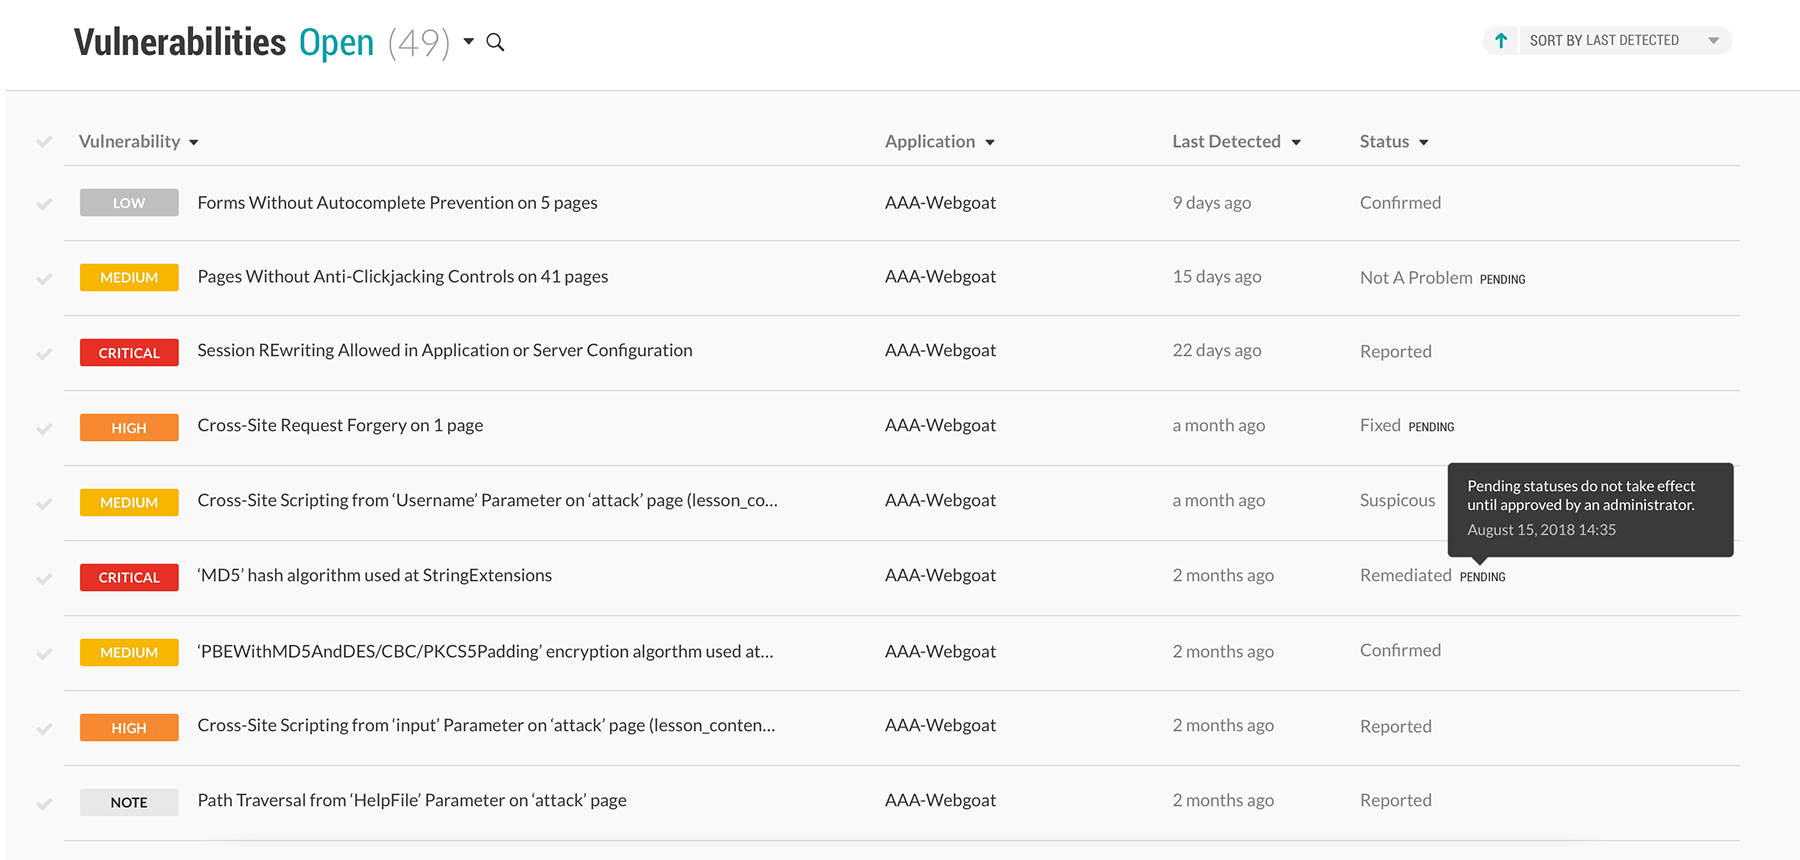 Vulnerabilities Open (49)
SORT BY LAST DETECTED
Vulnerability Application Last Detected Status
LOW Forms Without Autocomplete Prevention on 5 pages AAA-Webgoat 9 days ago Confirmed
MEDIUM Pages Without Anti-Clickjacking Controls on 41 pages AAA-Webgoat 15 days ago Not A Problem PENDING
CRITICAL Session REwriting Allowed in Application or Server Configuration AAA-Webgoat 22 days ago Reported
HIGH Cross-Site Request Forgery on 1 page AAA-Webgoat a month ago Fixed PENDING
MEDIUM Cross-Site Scripting from ‘Username’ Parameter on ‘attack’ page (lesson_co... AAA-Webgoat a month ago Suspicous
Pending statuses do not take effect
until approved by an administrator.
August 15, 2018 14:35
CRITICAL ‘MD5’ hash algorithm used at StringExtensions AAA-Webgoat 2 months ago Remediated PENDING
MEDIUM ‘PBEWithMD5AndDES/CBC/PKCS5Padding’ encryption algorthm used at... AAA-Webgoat 2 months ago Confirmed
HIGH Cross-Site Scripting from ‘input’ Parameter on ‘attack’ page (lesson_conten... AAA-Webgoat 2 months ago Reported
NOTE Path Traversal from ‘HelpFile’ Parameter on ‘attack’ page AAA-Webgoat 2 months ago Reported